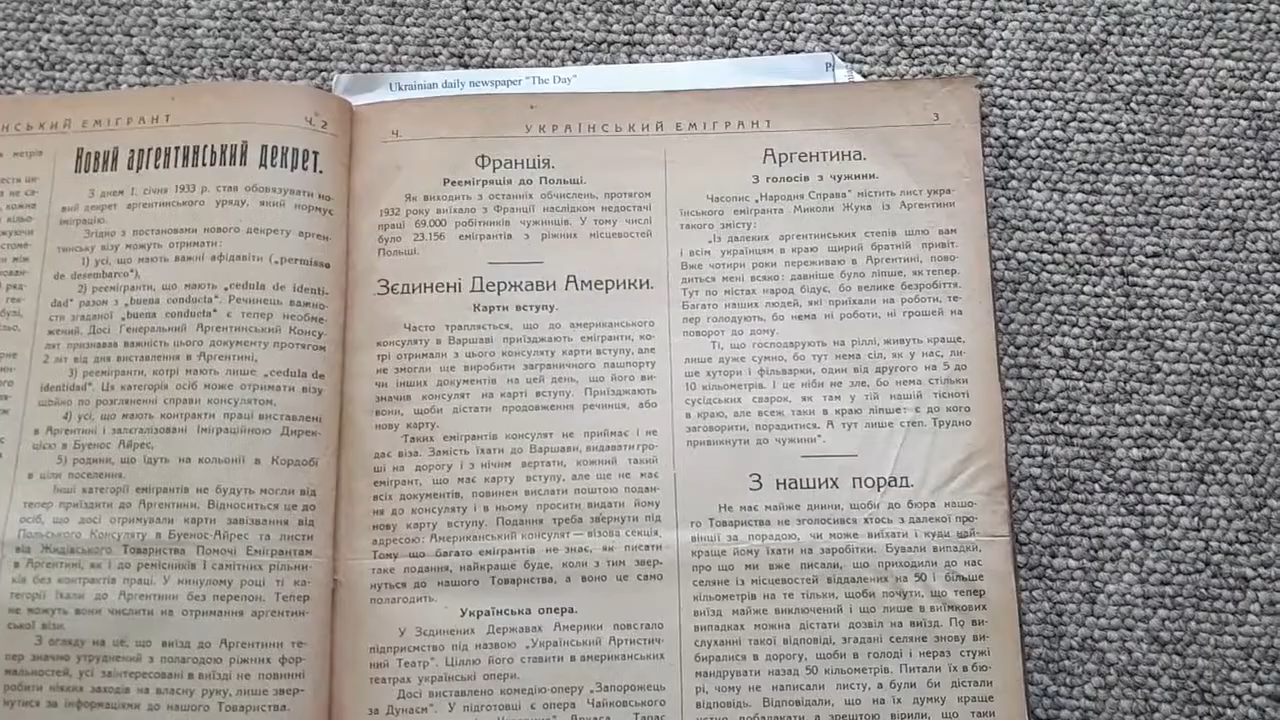 Ukrainian daily newspaper "The Day"
НСЬКИЙ ЕМІГРАНТ Ч. 2
метрів
Новий аргентинський декрет.
З днем 1. січня 1933 р. став обовязувати но-
вий декрет аргентинського уряду, який нормує
іміграцію.
Згідно з постановами нового декрету арген-
тинську візу можуть отримати:
1) усі, що мають важні афідавіти („permisso
de desembarco“),
2) реемігранти, що мають „cedula de identi-
dad“ разом з „buena conducta“. Речинець важно-
сти згаданої „buena conducta“ є тепер необме-
жений. Досі Генеральний Аргентинський Консу-
лят признавав важність цього документу протягом
2 літ від дня виставлення в Аргентині,
3) реемігранти, котрі мають лише „cedula de
identidad“. Ця категорія осіб може отримати візу
щойно по розгляненні справи консулятом,
4) усі, що мають контракти праці виставлені
в Аргентині і залєгалізовані Іміграційною Дирек-
цією в Буенос Айрес,
5) родини, що їдуть на кольонії в Кордобі
в ціли поселення.
Інші категорії емігрантів не будуть могли від
тепер приїздити до Аргентини. Відноситься це до
осіб, що досі отримували карти завізвання від
Польського Консуляту в Буенос-Айрес та листи
від Жидівського Товариства Помочі Емігрантам
в Аргентині, як і до ремісників і самітних рільни-
ків без контрактів праці. У минулому році ті ка-
тегорії їхали до Аргентини без перепон. Тепер
не можуть вони числити на отримання аргентин-
ської візи.
З огляду на це, що виїзд до Аргентини те-
пер значно утруднений з полагодою ріжних фор-
мальностей, усі заінтересовані в виїзді не повинні
робити ніяких заходів на власну руку, лише звер-
нутися за інформаціями до нашого Товариства.
Ч. УКРАЇНСЬКИЙ ЕМІГРАНТ 3
Франція.
Рееміґряція до Польщі.
Як виходить з останніх обчислень, протягом
1932 року виїхало з Франції наслідком недостачі
праці 69.000 робітників чужинців. У тому числі
було 23.156 емігрантів з ріжних місцевостей
Польщі.
Зєдинені Держави Америки.
Карти вступу.
Часто трапляється, що до американського
консуляту в Варшаві приїзджають емігранти, ко-
трі отримали з цього консуляту карти вступу, але
не змогли ще виробити заграничного пашпорту
чи інших документів на цей день, що його ви-
значив консулят на карті вступу. Приїзджають
вони, щоби дістати продовження речинця, або
нову карту.
Таких емігрантів консулят не приймає і не
дає віза. Замість їхати до Варшави, видавати гро-
ші на дорогу і з нічим вертати, кожний такий
емігрант, що має карту вступу, але ще не має
всіх документів, повинен вислати поштою подан-
ня до консуляту і в ньому просити видати йому
нову карту вступу. Подання треба звернути під
адресою: Американський консулят — візова секція,
Тому що багато емігрантів не знає, як писати
таке подання, найкраще буде, коли з тим звер-
нуться до нашого Товариства, а воно це само
полагодить.
Українська опера.
У Зєдинених Державах Америки повстало
підприємство під назвою „Український Артистич-
ний Театр“. Ціллю його ставити в американських
театрах українські опери.
Досі виставлено комедію-оперу „Запорожець
за Дунаєм“. У підготовці є опера Чайковського
Аркаса, Тарас
Аргентина.
З голосів з чужини.
Часопис „Народня Справа“ містить лист укра-
їнського емігранта Миколи Жука із Аргентини
такого змісту:
„Із далеких аргентинських степів шлю вам
і всім українцям в краю щирий братній привіт.
Вже чотири роки переживаю в Аргентині, пово-
диться мені всяко: давніше було ліпше, як тепер.
Тут по містах народ бідує, бо велике безробіття.
Багато наших людей, які приїхали на роботи, те-
пер голодують, бо нема ні роботи, ні грошей на
поворот до дому.
Ті, що господарують на ріллі, живуть краще,
лише дуже сумно, бо тут нема сіл, як у нас, ли-
ше хутори і фільварки, один від другого на 5 до
10 кільометрів. І це ніби не зле, бо нема стільки
сусідських сварок, як там у тій нашій тісноті
в краю, але всеж таки в краю ліпше: є до кого
заговорити, порадитися. А тут лише степ. Трудно
привикнути до чужини“.
З наших порад.
Не має майже днини, щоби до бюра нашо-
го Товариства не зголосився хтось з далекої про-
вінції за порадою, чи може виїхати і куди най-
краще йому їхати на заробітки. Бували випадки,
про що ми вже писали, що приходили до нас
селяне із місцевостей віддалених на 50 і більше
кільометрів на те тільки, щоби почути, що тепер
виїзд майже виключений і що лише в виїмкових
випадках можна дістати дозвіл на виїзд. По ви-
слуханні такої відповіді, згадані селяне знову ви-
биралися в дорогу, щоби в голоді і нераз стужі
мандрувати назад 50 кільометрів. Питали їх в бю-
рі, чому не написали листу, а були би дістали
відповідь. Відповідали, що на їх думку краще
устно побалакати а зрештою вірили, що таки